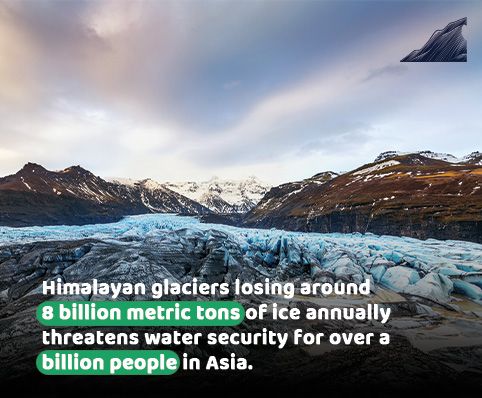 Himalayan glaciers losing around
8 billion metric tons of ice annually
threatens water security for over a
billion people in Asia.